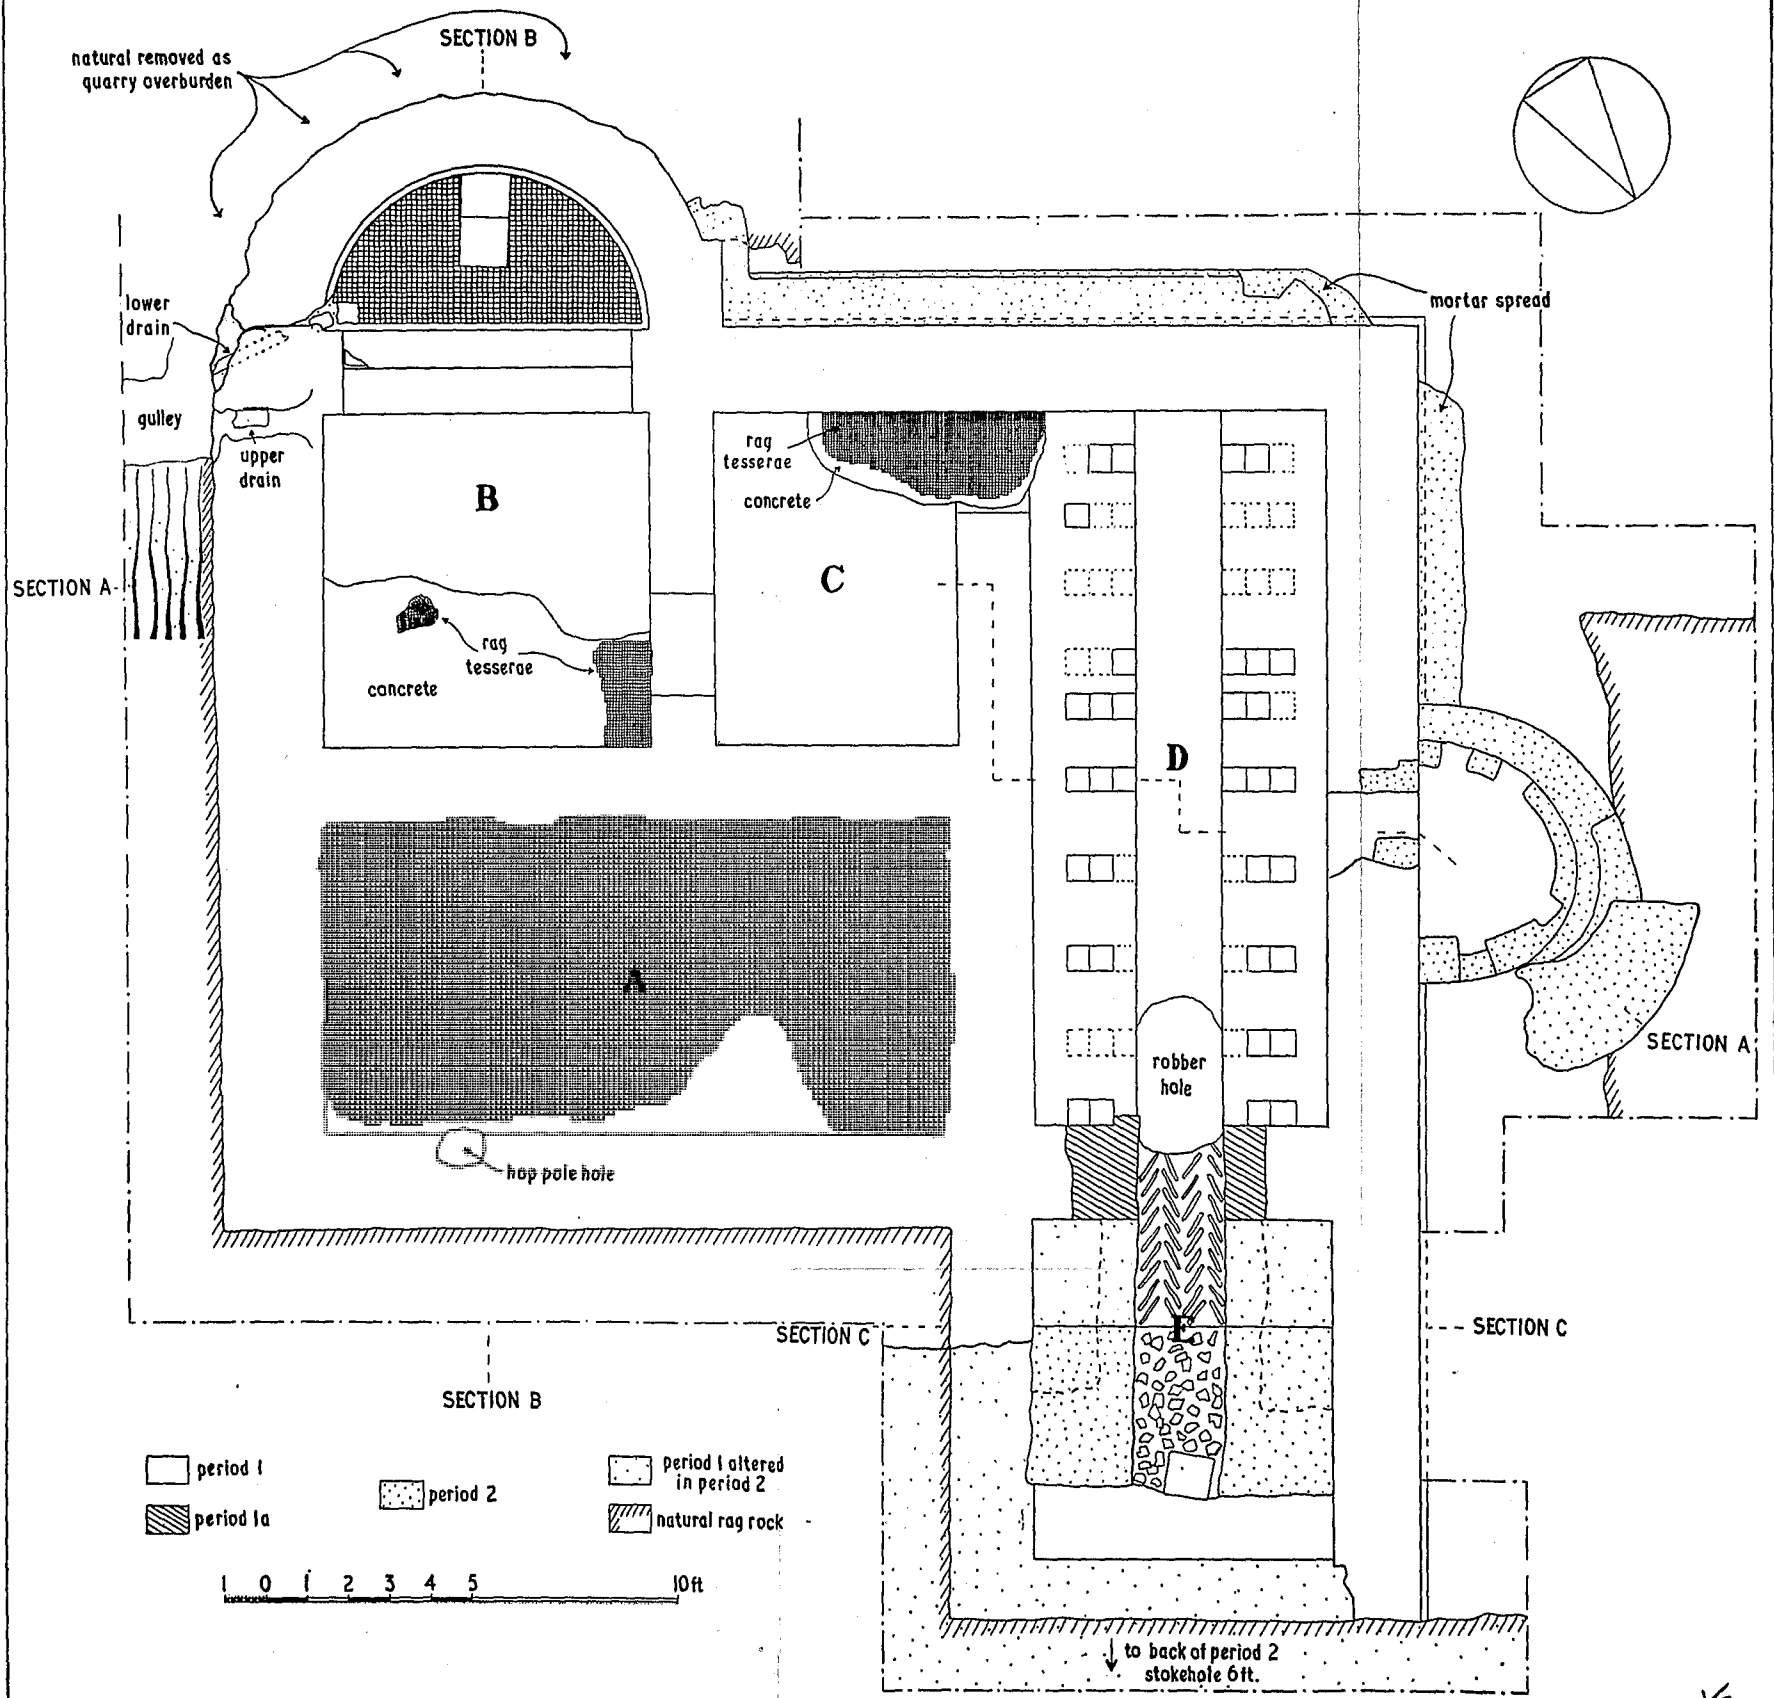 SECTION B
natural removed as
quarry overburden
lower
drain
mortar spread
gulley
upper
drain
rag
tesserae
concrete
B
C
SECTION A
rag
tesserae
concrete
D
A
robber
hole
SECTION A
hop pole hole
E
SECTION C
SECTION C
SECTION B
period 1
period 1a
period 2
period 1 altered
in period 2
natural rag rock
1 0 1 2 3 4 5 10ft
to back of period 2
stokehole 6ft.